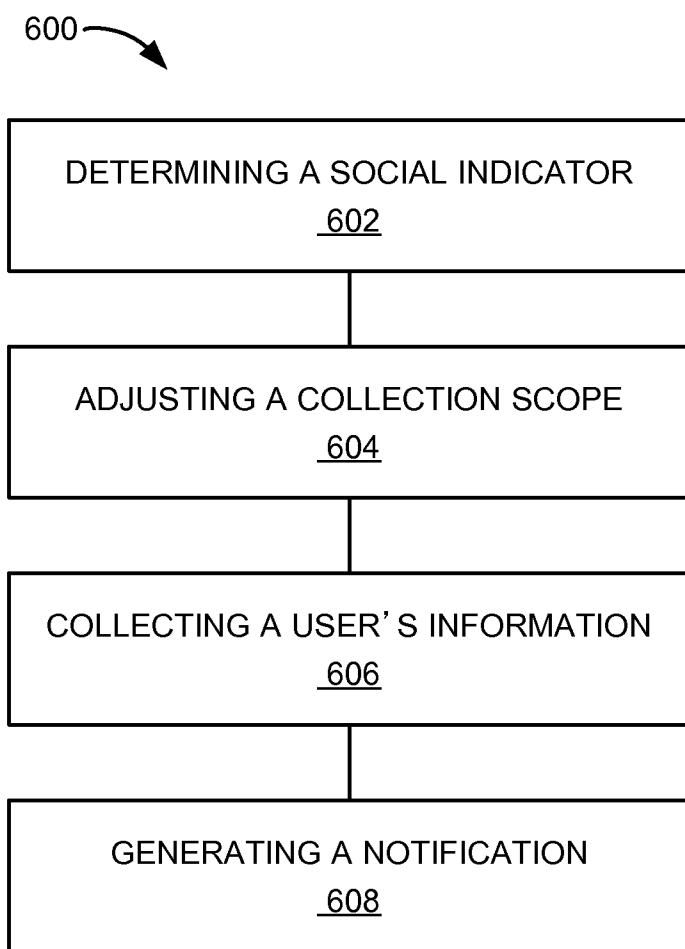 600
DETERMINING A SOCIAL INDICATOR
602
ADJUSTING A COLLECTION SCOPE
604
COLLECTING A USER’S INFORMATION
606
GENERATING A NOTIFICATION
608